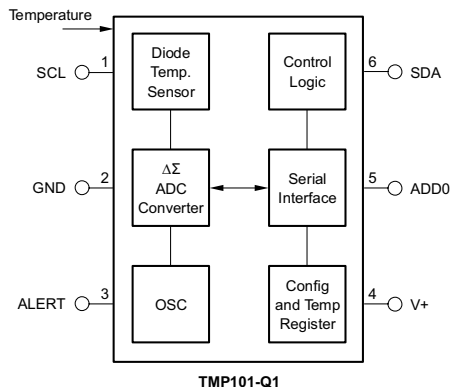 Temperature
SCL
1
Diode
Temp.
Sensor
Control
Logic
6
SDA
GND
2
ΔΣ
ADC
Converter
Serial
Interface
5
ADD0
ALERT
3
OSC
Config
and Temp
Register
4
V+
TMP101-Q1